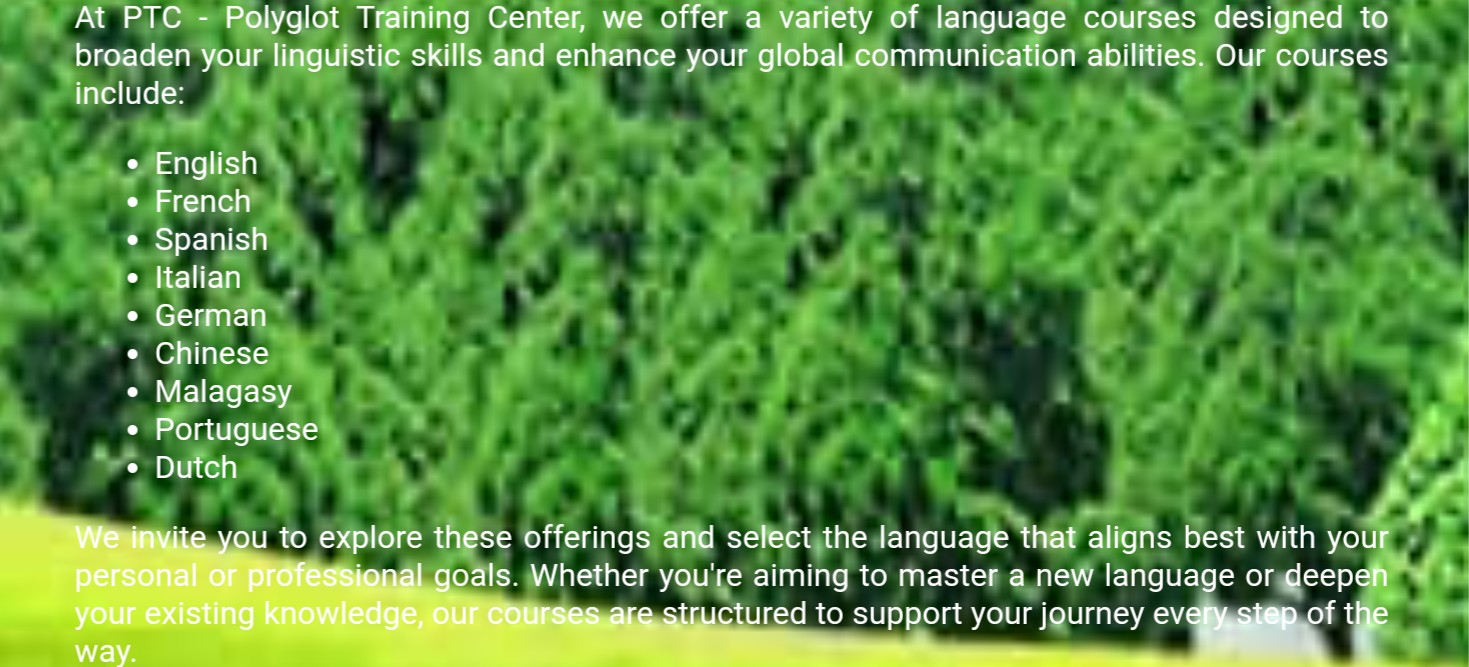 At PTC - Polyglot Training Center, we offer a variety of language courses designed to
broaden your linguistic skills and enhance your global communication abilities. Our courses
include:
• English
• French
• Spanish
• Italian
• German
• Chinese
• Malagasy
• Portuguese
• Dutch
We invite you to explore these offerings and select the language that aligns best with your
personal or professional goals. Whether you're aiming to master a new language or deepen
your existing knowledge, our courses are structured to support your journey every step of the
way.